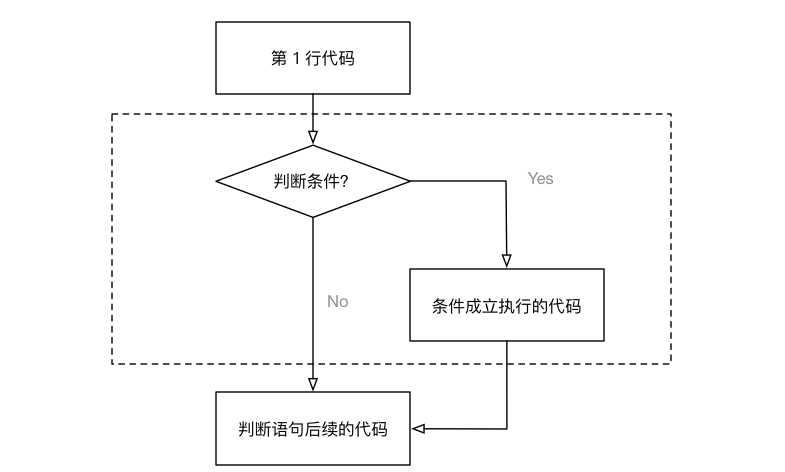 第 1 行代码
判断条件?
Yes
No
条件成立执行的代码
判断语句后续的代码